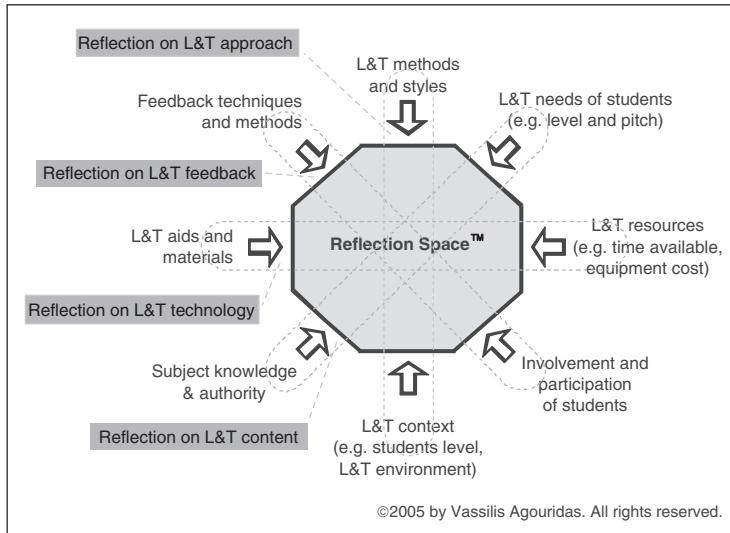 Reflection on L&T approach
L&T methods
and styles
Feedback techniques
and methods
L&T needs of students
(e.g. level and pitch)
Reflection on L&T feedback
L&T aids and
materials
Reflection Space™
L&T resources
(e.g. time available,
equipment cost)
Reflection on L&T technology
Subject knowledge
& authority
Involvement and
participation
of students
Reflection on L&T content
L&T context
(e.g. students level,
L&T environment)
©2005 by Vassilis Agouridas. All rights reserved.